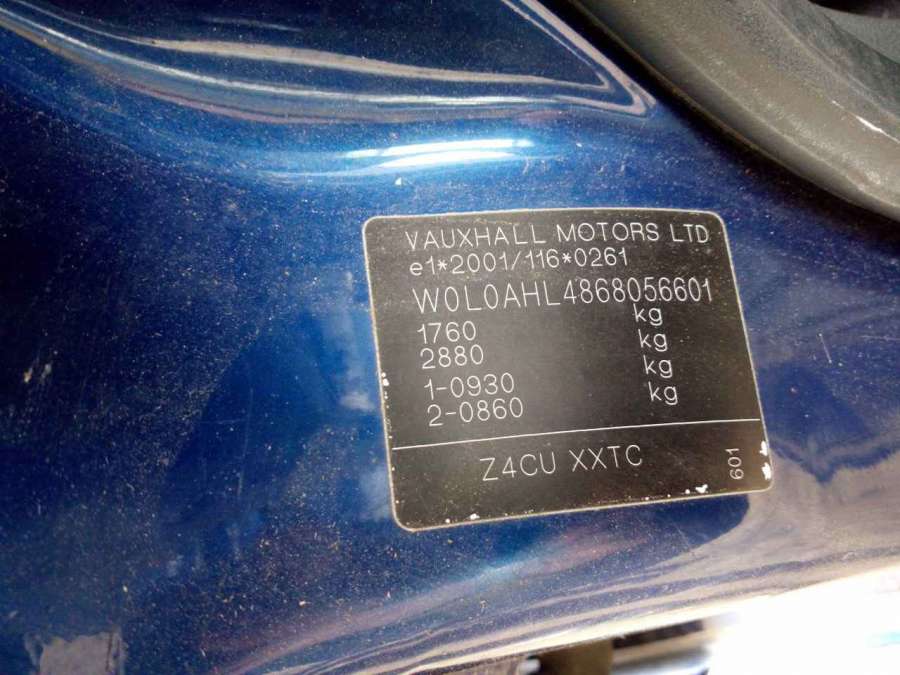 VAUXHALL MOTORS LTD
e1*2001/116*0261
W0L0AHL4868056601
1760 kg
2880 kg
1-0930 kg
2-0860 kg
Z4CU XXTC
601